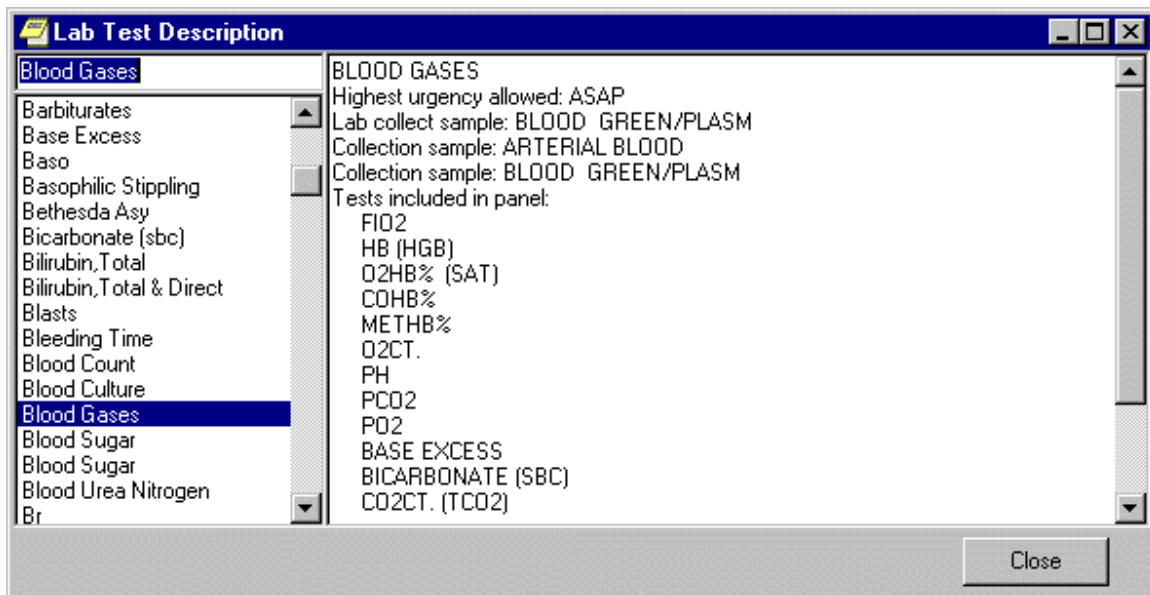 Lab Test Description
Blood Gases
Barbiturates
Base Excess
Baso
Basophilic Stippling
Bethesda Asy
Bicarbonate (sbc)
Bilirubin,Total
Bilirubin,Total & Direct
Blasts
Bleeding Time
Blood Count
Blood Culture
Blood Gases
Blood Sugar
Blood Sugar
Blood Urea Nitrogen
Br
BLOOD GASES
Highest urgency allowed: ASAP
Lab collect sample: BLOOD  GREEN/PLASM
Collection sample: ARTERIAL BLOOD
Collection sample: BLOOD  GREEN/PLASM
Tests included in panel:
FIO2
HB (HGB)
O2HB%  (SAT)
COHB%
METHB%
O2CT.
PH
PCO2
PO2
BASE EXCESS
BICARBONATE (SBC)
CO2CT. (TCO2)
Close